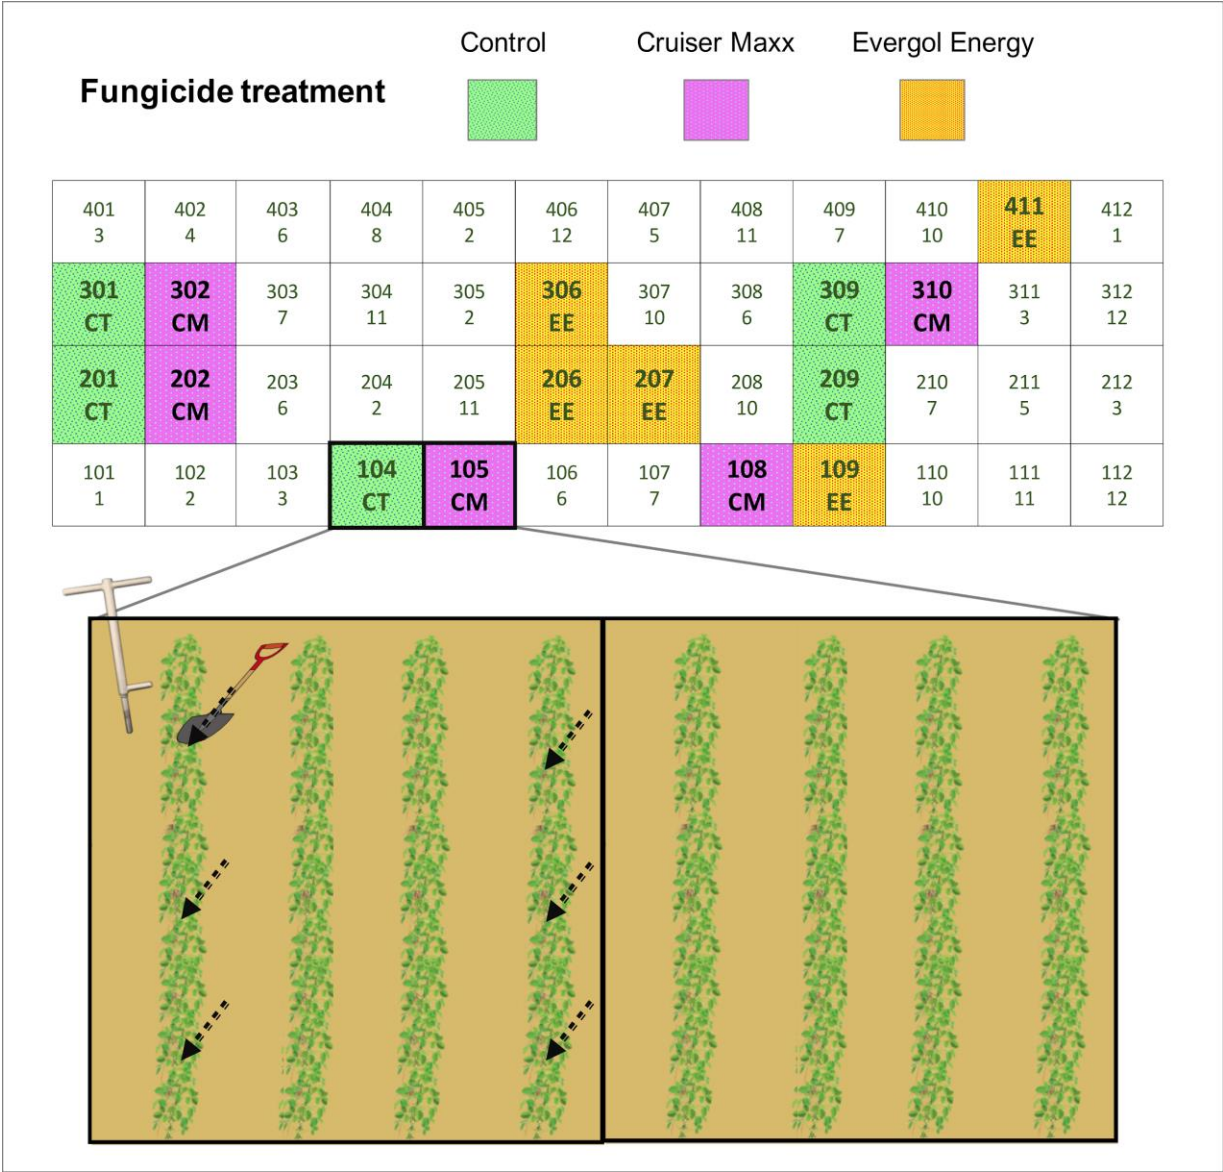 Control Cruiser Maxx Evergol Energy
Fungicide treatment
401 402 403 404 405 406 407 408 409 410 411 412
3 4 6 8 2 12 5 11 7 10 EE 1
301 302 303 304 305 306 307 308 309 310 311 312
CT CM 7 11 2 EE 10 6 CT CM 3 12
201 202 203 204 205 206 207 208 209 210 211 212
CT CM 6 2 11 EE EE 10 CT 7 5 3
101 102 103 104 105 106 107 108 109 110 111 112
1 2 3 CT CM 6 7 CM EE 10 11 12